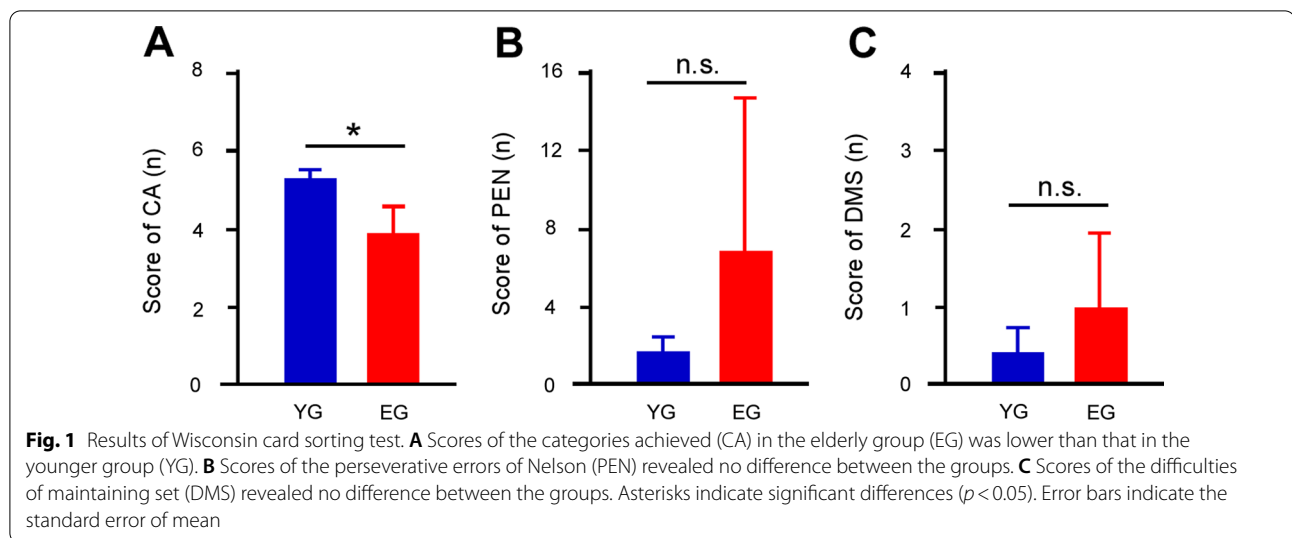 A
Score of CA (n)
8
6
4
2
0
*
YG EG
B
Score of PEN (n)
16
12
8
4
0
n.s.
YG EG
C
Score of DMS (n)
4
3
2
1
0
n.s.
YG EG
Fig. 1 Results of Wisconsin card sorting test. A Scores of the categories achieved (CA) in the elderly group (EG) was lower than that in the
younger group (YG). B Scores of the perseverative errors of Nelson (PEN) revealed no difference between the groups. C Scores of the difficulties
of maintaining set (DMS) revealed no difference between the groups. Asterisks indicate significant differences (p < 0.05). Error bars indicate the
standard error of mean